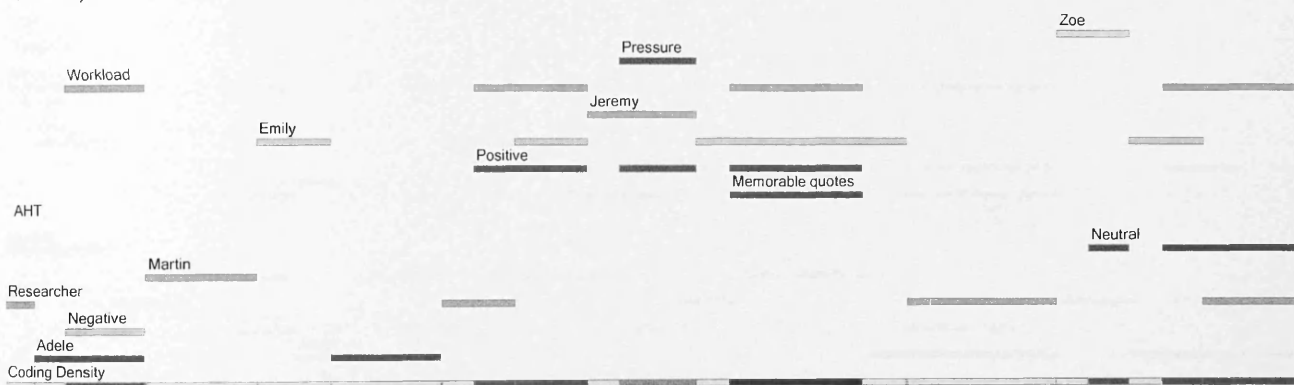 Zoe
Pressure
Workload
Jeremy
Emily
Positive
Memorable quotes
AHT
Neutral
Martin
Researcher
Negative
Adele
Coding Density